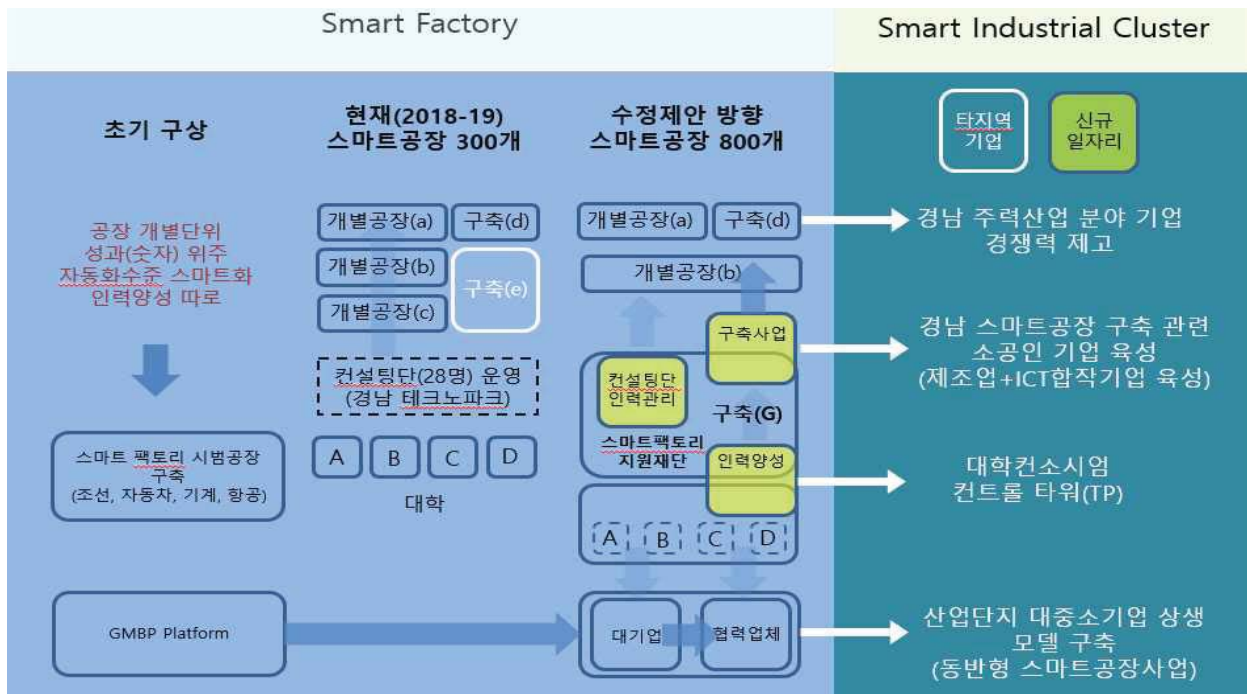 Smart Factory
Smart Industrial Cluster
초기 구상
공장 개별단위
성과(숫자) 위주
자동화수준 스마트화
인력양성 따로
스마트 팩토리 시범공장
구축
(조선, 자동차, 기계, 항공)
GMBP Platform
현재(2018-19)
스마트공장 300개
개별공장(a)
구축(d)
개별공장(b)
구축(e)
개별공장(c)
컨설팅단(28명) 운영
(경남 테크노파크)
A
B
C
D
대학
수정제안 방향
스마트공장 800개
개별공장(a)
구축(d)
개별공장(b)
구축사업
컨설팅단
인력관리
구축(G)
스마트팩토리
지원재단
인력양성
A
B
C
D
대기업
협력업체
타지역
기업
신규
일자리
경남 주력산업 분야 기업
경쟁력 제고
경남 스마트공장 구축 관련
소공인 기업 육성
(제조업+ICT합작기업 육성)
대학컨소시엄
컨트롤 타워(TP)
산업단지 대중소기업 상생
모델 구축
(동반형 스마트공장사업)